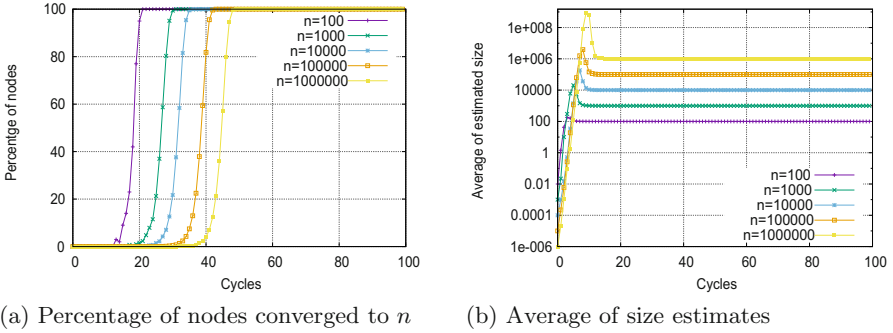 100
80
60
40
20
0
Percentge of nodes
n=100
n=1000
n=10000
n=100000
n=1000000
0 20 40 60 80 100
Cycles
(a) Percentage of nodes converged to n
1e+008
1e+006
10000
100
1
0.01
0.0001
1e-006
Average of estimated size
n=100
n=1000
n=10000
n=100000
n=1000000
0 20 40 60 80 100
Cycles
(b) Average of size estimates